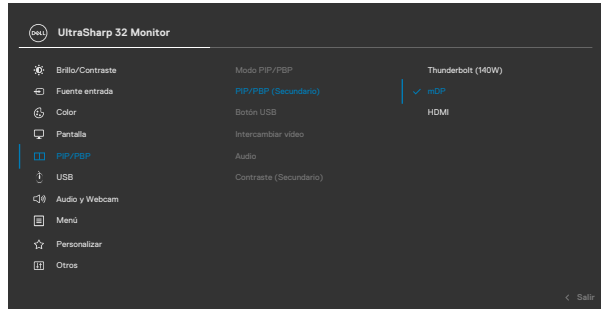 DELL
UltraSharp 32 Monitor
Brillo/Contraste
Fuente entrada
Color
Pantalla
PIP/PBP
USB
Audio y Webcam
Menú
Personalizar
Otros
Modo PIP/PBP
PIP/PBP (Secundario)
Botón USB
Intercambiar vídeo
Audio
Contraste (Secundario)
Thunderbolt (140W)
mDP
HDMI
Salir